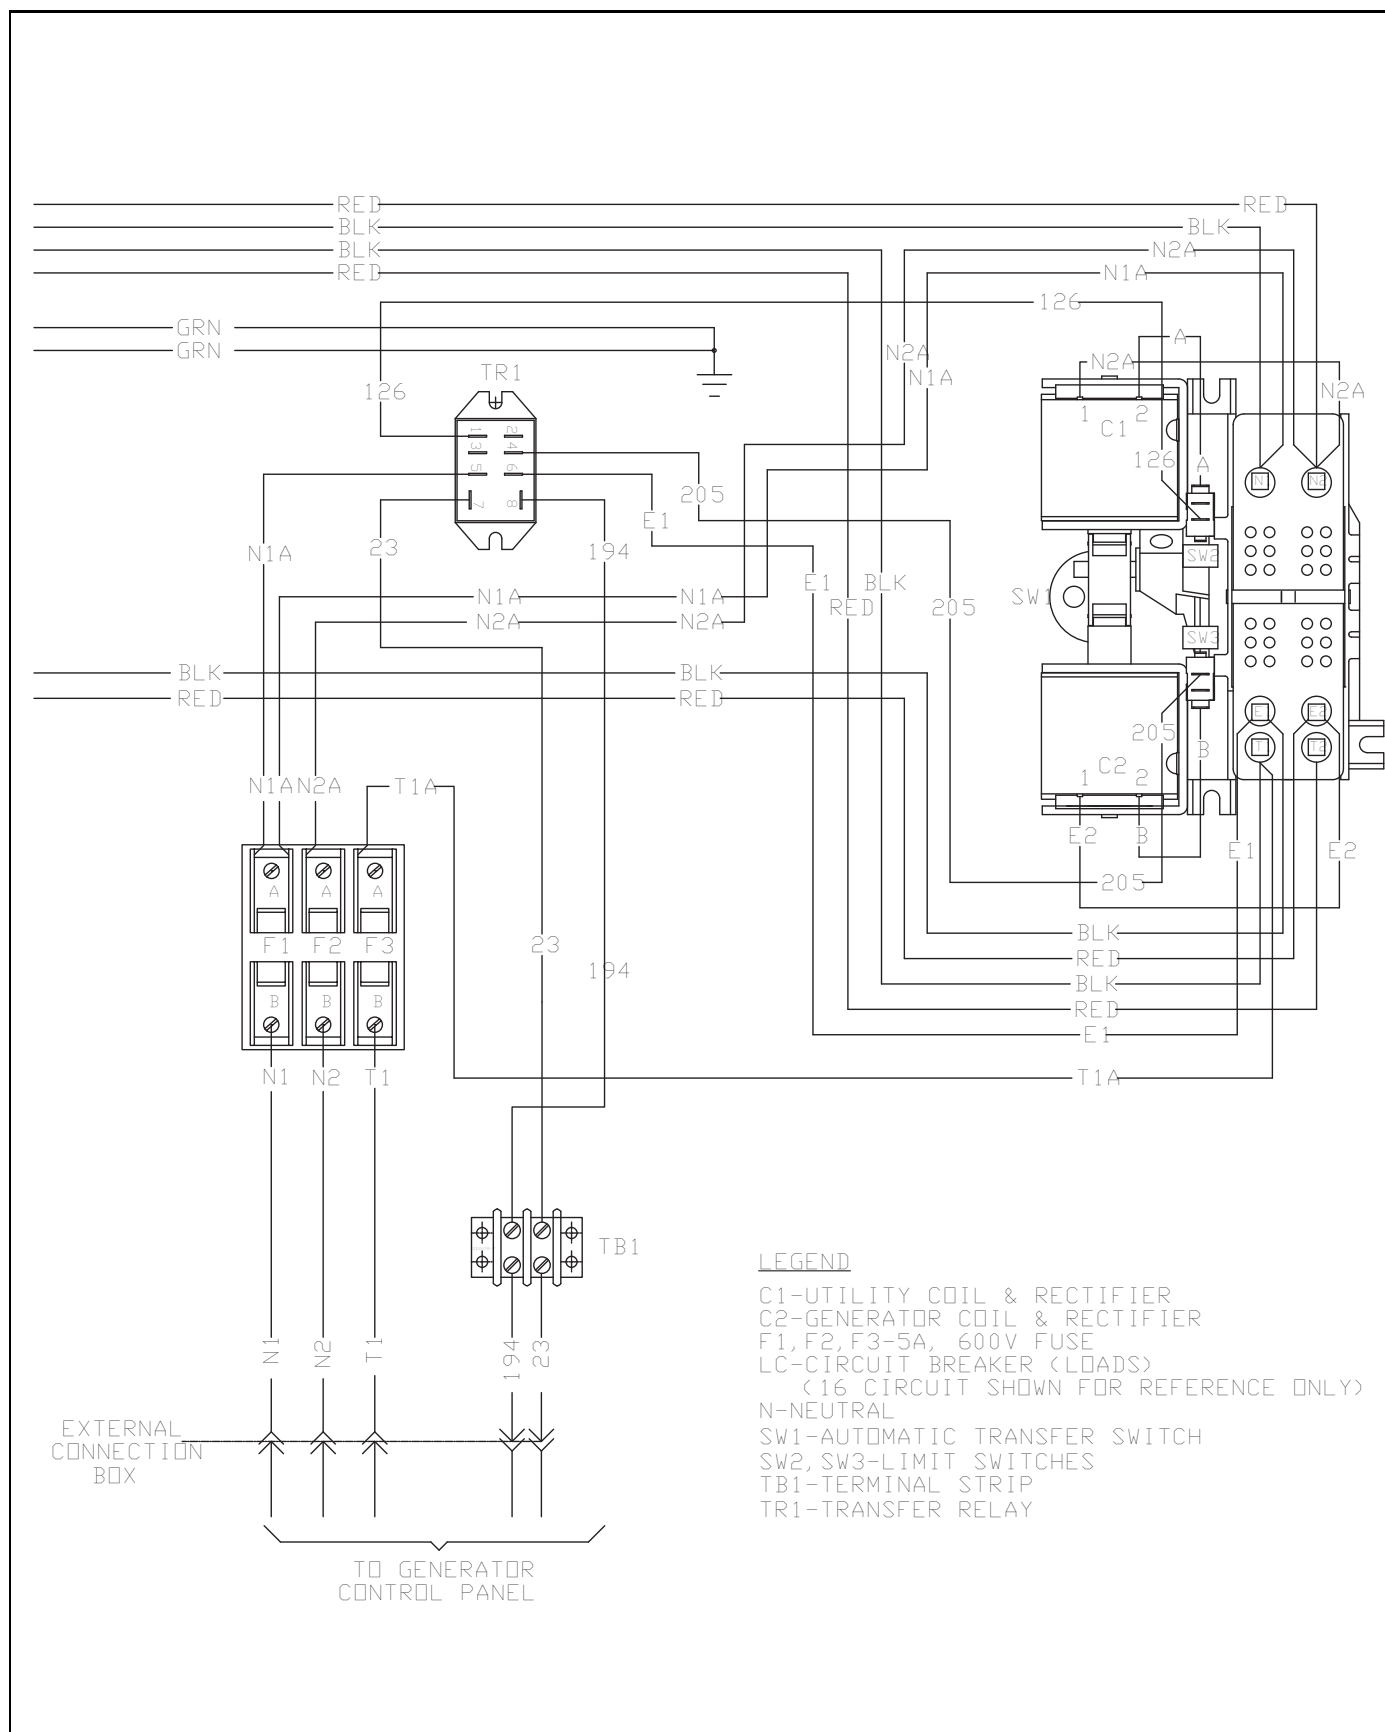 RED RED
BLK BLK
BLK N2A
RED N1A
126
GRN A
GRN N2A N2A
TR1 N1A N2A
126
1 2
1 2 C1
3 4
126 A
5 6
205 N N2
7 8
E1
23 194 SW2
N1A E1 BLK
N1A N1A RED 205 SW1
N2A N2A SW3
BLK BLK
RED RED
E E2
205 B T T2
C2
1 2
N1A N1A N2A T1A
E2 B E1 E2
A A A 205
BLK
F1 F2 F3 23
RED
194
BLK
B B B
RED
E1
N1 N2 T1 T1A
TB1
LEGEND
C1-UTILITY COIL & RECTIFIER
C2-GENERATOR COIL & RECTIFIER
F1,F2,F3-5A, 600V FUSE
LC-CIRCUIT BREAKER (LOADS)
(16 CIRCUIT SHOWN FOR REFERENCE ONLY)
N-NEUTRAL
SW1-AUTOMATIC TRANSFER SWITCH
SW2,SW3-LIMIT SWITCHES
TB1-TERMINAL STRIP
TR1-TRANSFER RELAY
N1 N2 T1 194 23
EXTERNAL
CONNECTION
BOX
TO GENERATOR
CONTROL PANEL